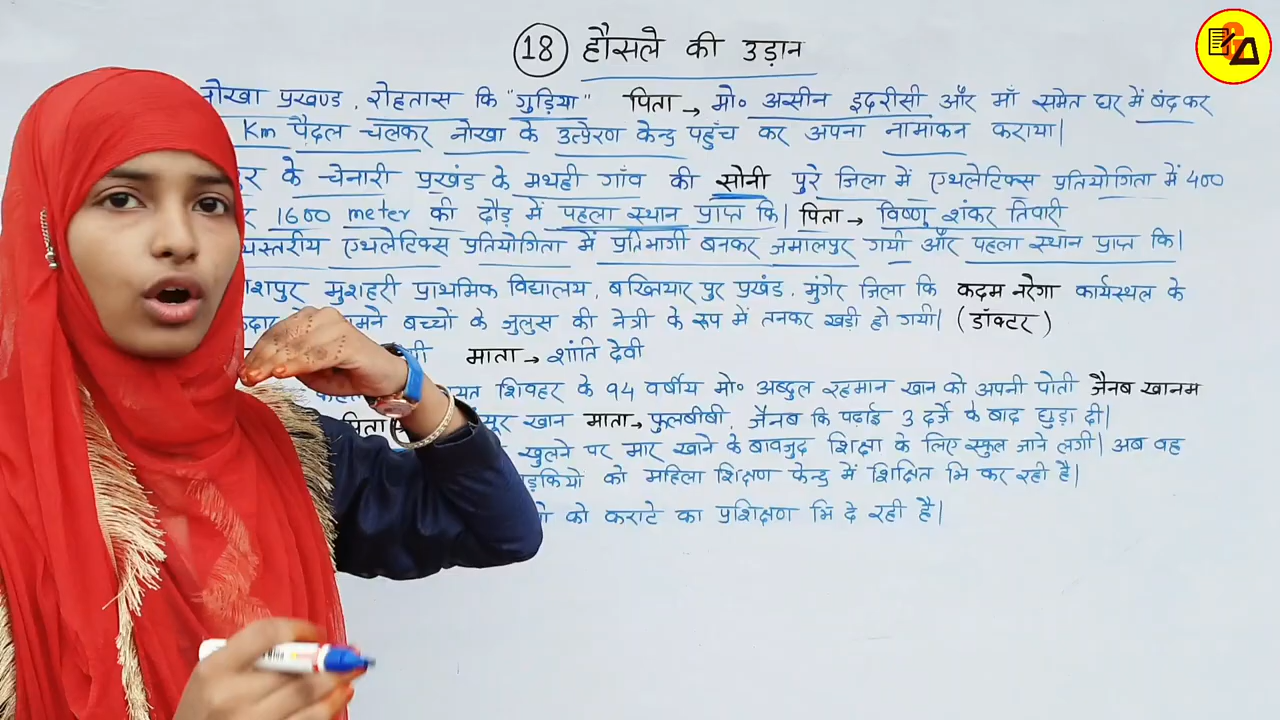 18 हौसले की उड़ान
नोखा प्रखण्ड, रोहतास कि "गुड़िया" पिता → मो० अस्सीन इदरीसी और माँ समेत घर में बंद कर
Km पैदल चलकर नोखा के उत्प्रेरण केन्द्र पहुँच कर अपना नामांकन कराया|
के चेनारी प्रखंड के मथही गाँव की सोनी पुरे जिला में एथलेटिक्स प्रतियोगिता में 400
1600 meter की दौड़ में पहला स्थान प्राप्त कि| पिता → विष्णु शंकर तिवारी
एथलेटिक्स प्रतियोगिता में प्रतिभागी बनकर जमालपुर गयी और पहला स्थान प्राप्त कि|
मुशहरी प्राथमिक विद्यालय, बख्तियार पुर प्रखंड, मुंगेर जिला कि कदम नरेगा कार्यस्थल के
बच्चों के जुलुस की नेत्री के रूप में तनकर खड़ी हो गयी| (डॉक्टर)
माता → शांति देवी
शिवहर के १4 वर्षीय मो० अब्दुल रहमान खान को अपनी पोती जैनब खानम
पिता खान माता → फुलबीबी, जैनब कि पढ़ाई 3 दर्जे के बाद छुड़ा दी|
खुलने पर मार खाने के बावजुद शिक्षा के लिए स्कुल जाने लगी| अब वह
को महिला शिक्षण केन्द्र में शिक्षित भि कर रही है|
को कराटे का प्रशिक्षण भि दे रही है|